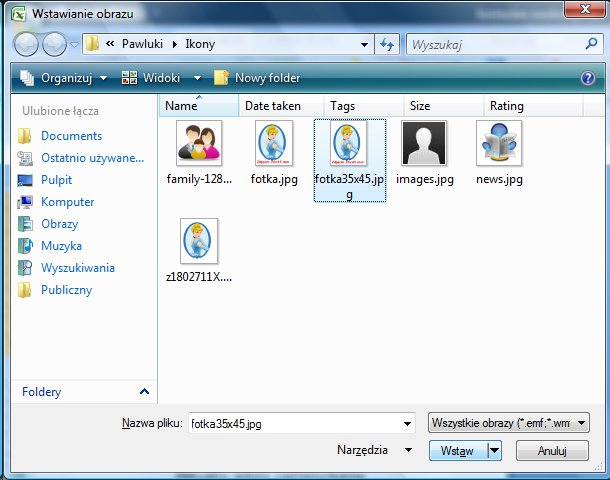 Wstawianie obrazu
« Pawluki ▸ Ikony
Wyszukaj
Organizuj Widoki Nowy folder
Ulubione łącza
Documents
Ostatnio używane...
Pulpit
Komputer
Obrazy
Muzyka
Wyszukiwania
Publiczny
Foldery
Name Date taken Tags Size Rating
family-128... fotka.jpg fotka35x45.jp
g images.jpg news.jpg
z1802711X....
Nazwa pliku: fotka35x45.jpg Wszystkie obrazy (*.emf;*.wm
Narzędzia Wstaw Anuluj